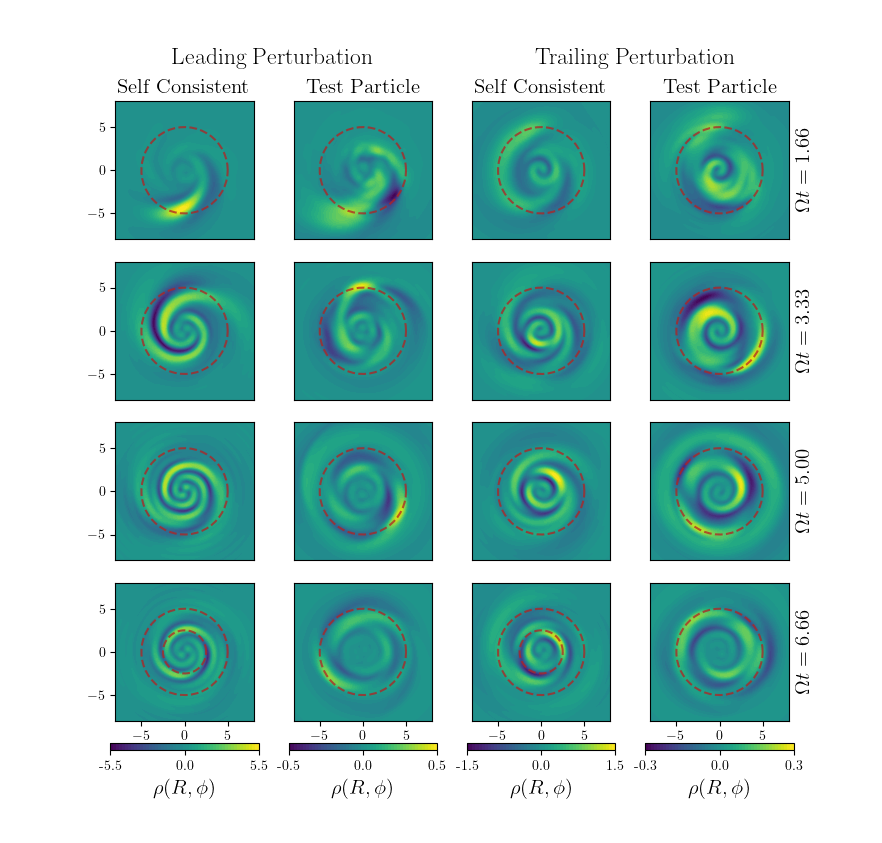 Leading Perturbation Trailing Perturbation
Self Consistent Test Particle Self Consistent Test Particle
5
0
−5
Ωt = 1.66
5
0
−5
Ωt = 3.33
5
0
−5
Ωt = 5.00
5
0
−5
Ωt = 6.66
−5 0 5 −5 0 5 −5 0 5 −5 0 5
-5.5 0.0 5.5 -0.5 0.0 0.5 -1.5 0.0 1.5 -0.3 0.0 0.3
ρ(R, ϕ) ρ(R, ϕ) ρ(R, ϕ) ρ(R, ϕ)